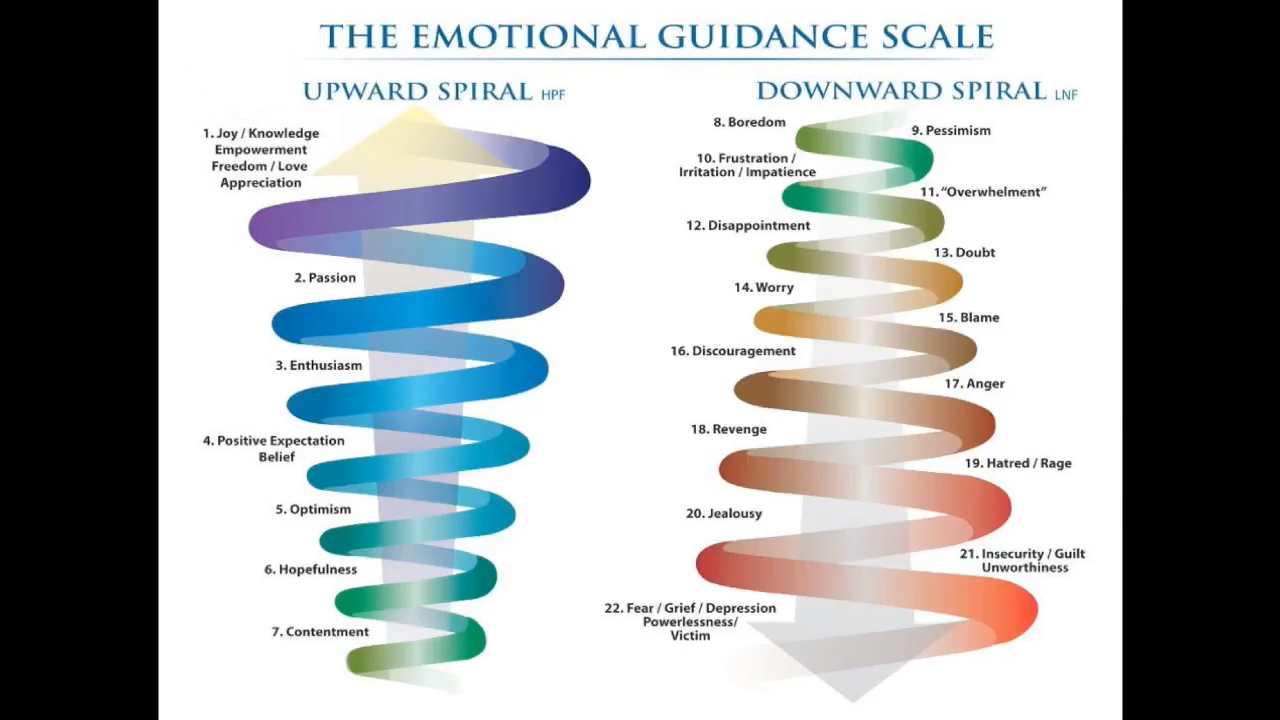 THE EMOTIONAL GUIDANCE SCALE
UPWARD SPIRAL HPF
1. Joy / Knowledge
Empowerment
Freedom / Love
Appreciation
2. Passion
3. Enthusiasm
4. Positive Expectation
Belief
5. Optimism
6. Hopefulness
7. Contentment
DOWNWARD SPIRAL LNF
8. Boredom
9. Pessimism
10. Frustration /
Irritation / Impatience
11. “Overwhelment”
12. Disappointment
13. Doubt
14. Worry
15. Blame
16. Discouragement
17. Anger
18. Revenge
19. Hatred / Rage
20. Jealousy
21. Insecurity / Guilt
Unworthiness
22. Fear / Grief / Depression
Powerlessness/
Victim